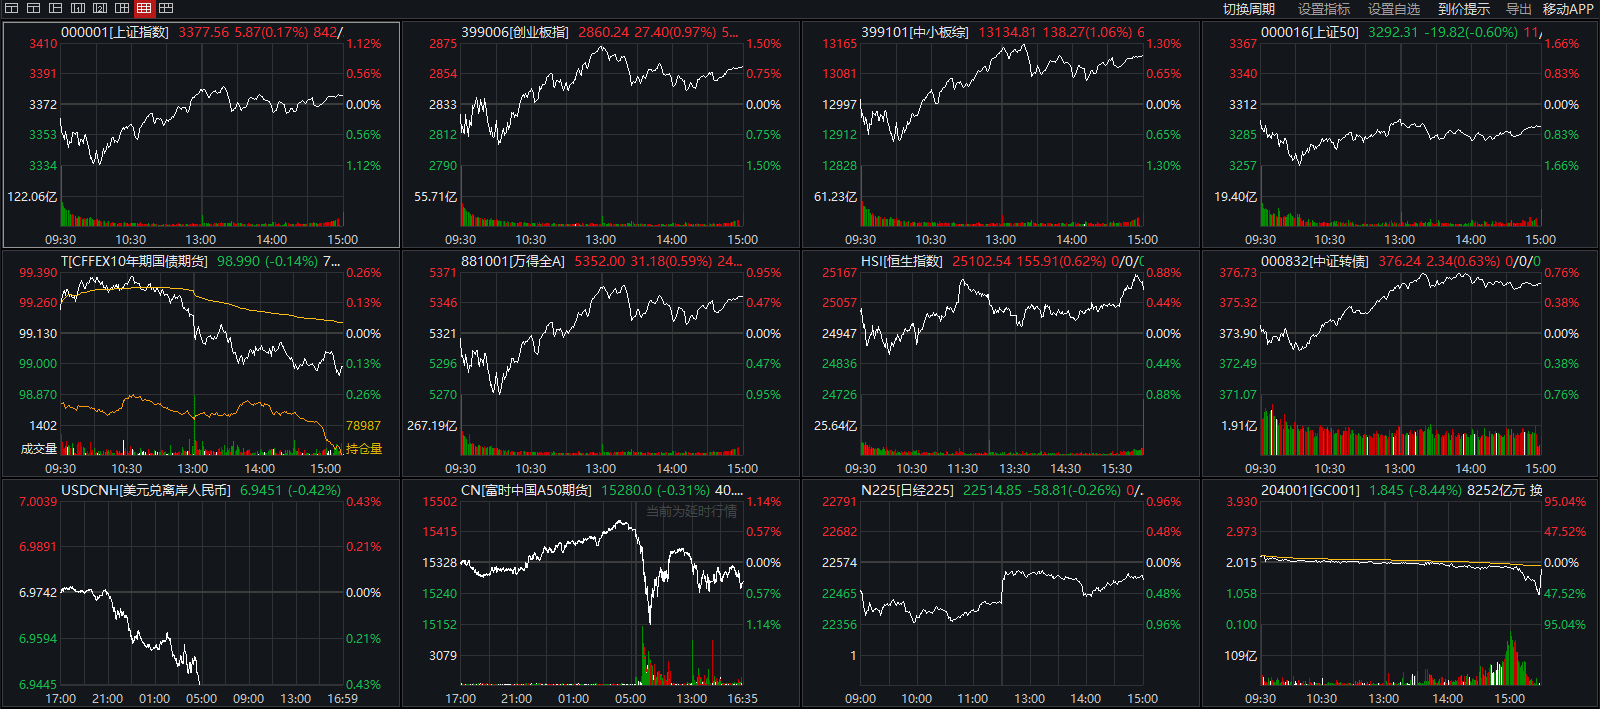 切换周期 设置指标 设置自选 到价提示 导出 移动APP
000001[上证指数] 3377.56 5.87(0.17%) 842/
3410 1.12%
3391 0.56%
3372 0.00%
3353 0.56%
3334 1.12%
122.06亿
09:30 10:30 13:00 14:00 15:00
399006[创业板指] 2860.24 27.40(0.97%) 5...
2875 1.50%
2854 0.75%
2833 0.00%
2812 0.75%
2790 1.50%
55.71亿
09:30 10:30 13:00 14:00 15:00
399101[中小板综] 13134.81 138.27(1.06%) 6
13165 1.30%
13081 0.65%
12997 0.00%
12912 0.65%
12828 1.30%
61.23亿
09:30 10:30 13:00 14:00 15:00
000016[上证50] 3292.31 -19.82(-0.60%) 11/
3367 1.66%
3340 0.83%
3312 0.00%
3285 0.83%
3257 1.66%
19.40亿
09:30 10:30 13:00 14:00 15:00
T[CFFEX10年期国债期货] 98.990 (-0.14%) 7...
99.390 0.26%
99.260 0.13%
99.130 0.00%
99.000 0.13%
98.870 0.26%
1402 78987
成交量 持仓量
09:30 10:30 13:00 14:00 15:00
881001[万得全A] 5352.00 31.18(0.59%) 24...
5371 0.95%
5346 0.47%
5321 0.00%
5296 0.47%
5270 0.95%
267.19亿
09:30 10:30 13:00 14:00 15:00
HSI[恒生指数] 25102.54 155.91(0.62%) 0/0/0
25167 0.88%
25057 0.44%
24947 0.00%
24836 0.44%
24726 0.88%
25.64亿
09:30 10:30 11:30 13:30 14:30 15:30
000832[中证转债] 376.24 2.34(0.63%) 0/0/0
376.73 0.76%
375.32 0.38%
373.90 0.00%
372.49 0.38%
371.07 0.76%
1.91亿
09:30 10:30 13:00 14:00 15:00
USDCNH[美元兑离岸人民币] 6.9451 (-0.42%)
7.0039 0.43%
6.9891 0.21%
6.9742 0.00%
6.9594 0.21%
6.9445 0.43%
17:00 21:00 01:00 05:00 09:00 13:00 16:59
CN[富时中国A50期货] 15280.0 (-0.31%) 40....
当前为延时行情
15502 1.14%
15415 0.57%
15328 0.00%
15240 0.57%
15152 1.14%
3079
17:00 21:00 01:00 05:00 13:00 16:35
N225[日经225] 22514.85 -58.81(-0.26%) 0/.
22791 0.96%
22682 0.48%
22574 0.00%
22465 0.48%
22356 0.96%
1
09:00 10:00 11:00 13:00 14:00 15:00
204001[GC001] 1.845 (-8.44%) 8252亿元 换
3.930 95.04%
2.973 47.52%
2.015 0.00%
1.058 47.52%
0.100 95.04%
109亿
09:30 10:30 13:00 14:00 15:00